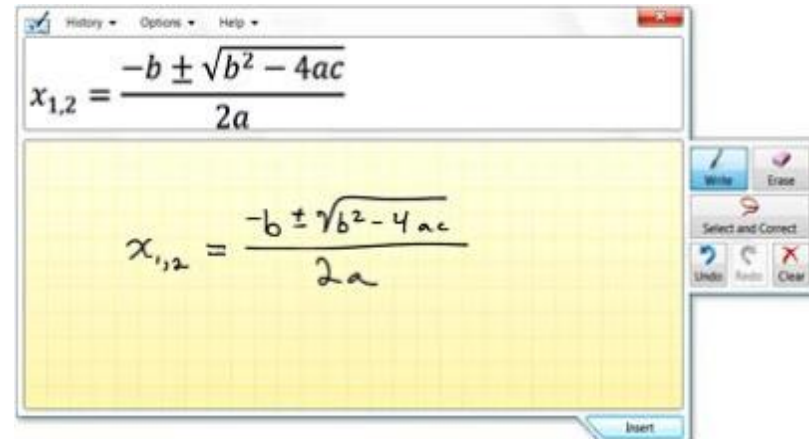 History Options Help
x₁,₂ = (-b ± √(b² - 4ac)) / 2a
Write Erase
x₁,₂ = (-b ± √(b² - 4ac)) / 2a
Select and Correct
Undo Redo Clear
Insert